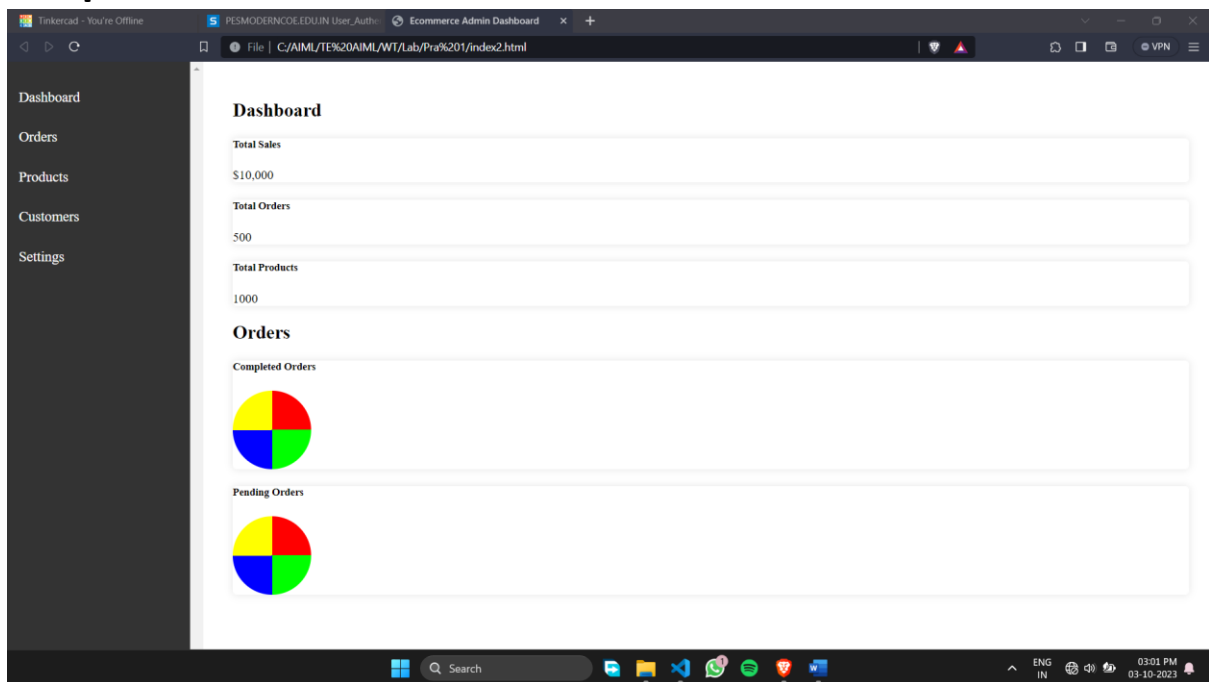 Tinkercad - You're Offline
PESMODERNCOE.EDU.IN User_Authe
Ecommerce Admin Dashboard
File | C:/AIML/TE%20AIML/WT/Lab/Pra%201/index2.html
VPN
Dashboard
Orders
Products
Customers
Settings
Dashboard
Total Sales
$10,000
Total Orders
500
Total Products
1000
Orders
Completed Orders
Pending Orders
Search
ENG
IN
03:01 PM
03-10-2023